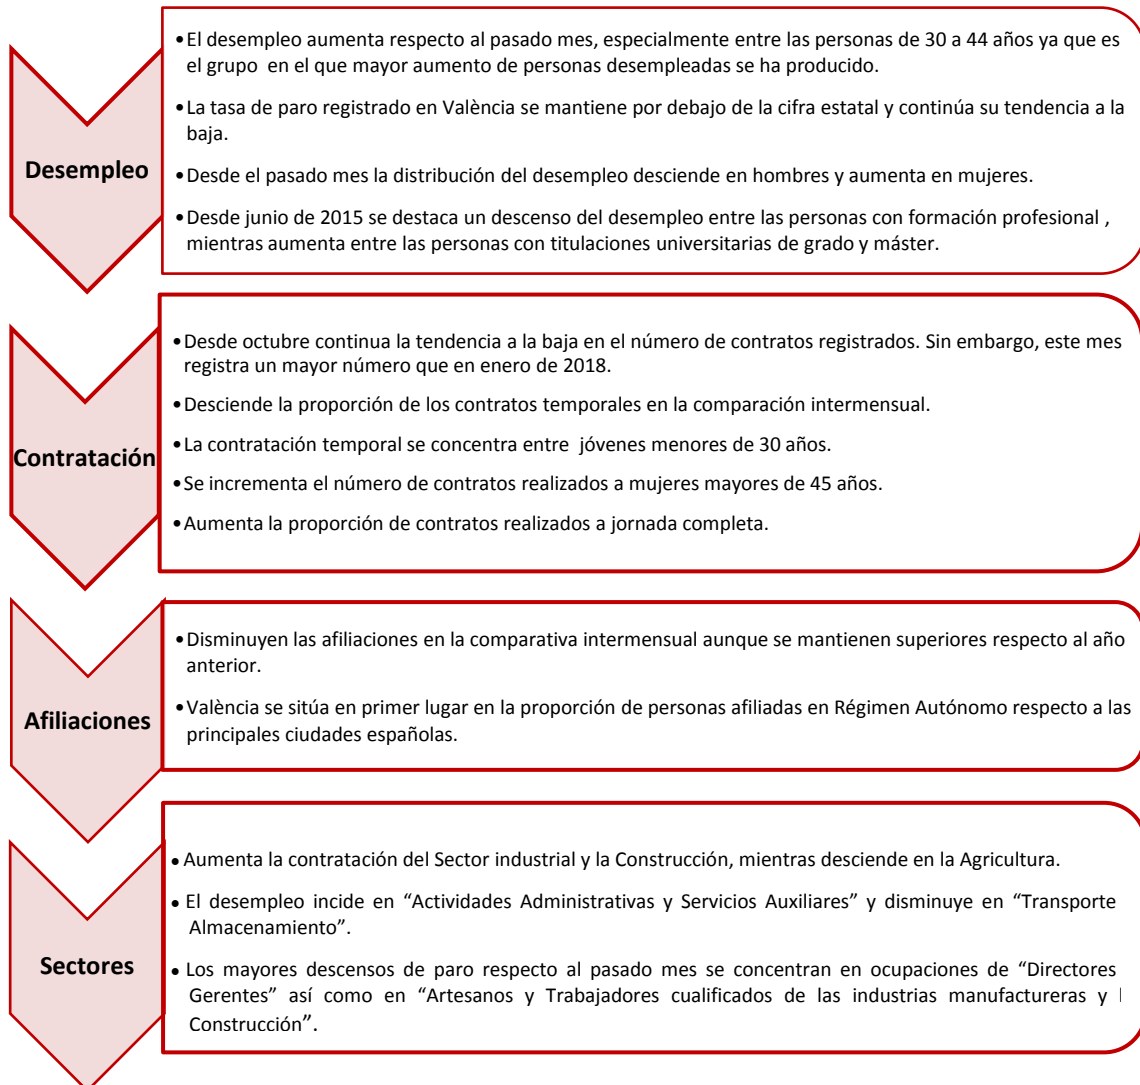 Desempleo
•El desempleo aumenta respecto al pasado mes, especialmente entre las personas de 30 a 44 años ya que es
el grupo en el que mayor aumento de personas desempleadas se ha producido.
•La tasa de paro registrado en València se mantiene por debajo de la cifra estatal y continúa su tendencia a la
baja.
•Desde el pasado mes la distribución del desempleo desciende en hombres y aumenta en mujeres.
•Desde junio de 2015 se destaca un descenso del desempleo entre las personas con formación profesional ,
mientras aumenta entre las personas con titulaciones universitarias de grado y máster.
Contratación
•Desde octubre continua la tendencia a la baja en el número de contratos registrados. Sin embargo, este mes
registra un mayor número que en enero de 2018.
•Desciende la proporción de los contratos temporales en la comparación intermensual.
•La contratación temporal se concentra entre jóvenes menores de 30 años.
•Se incrementa el número de contratos realizados a mujeres mayores de 45 años.
•Aumenta la proporción de contratos realizados a jornada completa.
Afiliaciones
•Disminuyen las afiliaciones en la comparativa intermensual aunque se mantienen superiores respecto al año
anterior.
•València se sitúa en primer lugar en la proporción de personas afiliadas en Régimen Autónomo respecto a las
principales ciudades españolas.
Sectores
• Aumenta la contratación del Sector industrial y la Construcción, mientras desciende en la Agricultura.
• El desempleo incide en “Actividades Administrativas y Servicios Auxiliares” y disminuye en “Transporte
Almacenamiento”.
• Los mayores descensos de paro respecto al pasado mes se concentran en ocupaciones de “Directores
Gerentes” así como en “Artesanos y Trabajadores cualificados de las industrias manufactureras y
Construcción”.